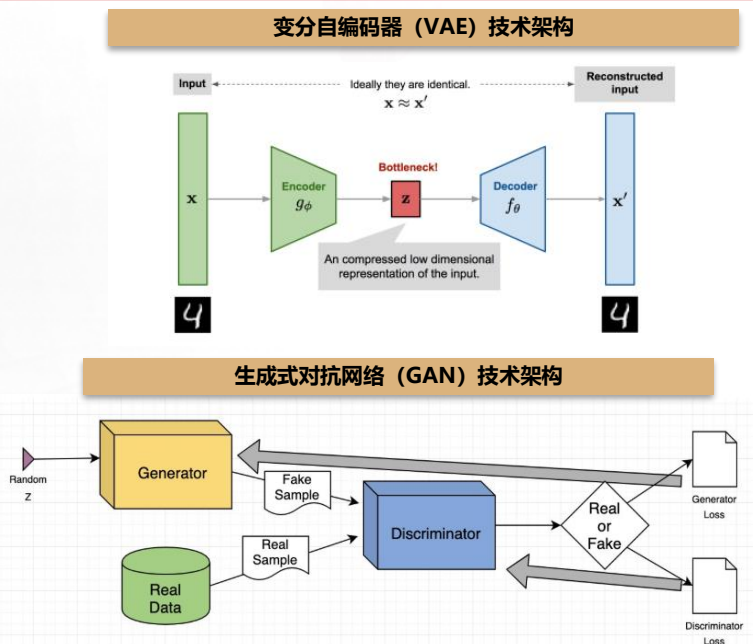 变分自编码器（VAE）技术架构
Input
Ideally they are identical.
x ≈ x′
Reconstructed
input
x
Encoder
gϕ
Bottleneck!
z
Decoder
fθ
x′
An compressed low dimensional
representation of the input.
4
4
生成式对抗网络（GAN）技术架构
Random
Z
Generator
Fake
Sample
Real
Data
Real
Sample
Discriminator
Real
or
Fake
Generator
Loss
Discriminator
Loss